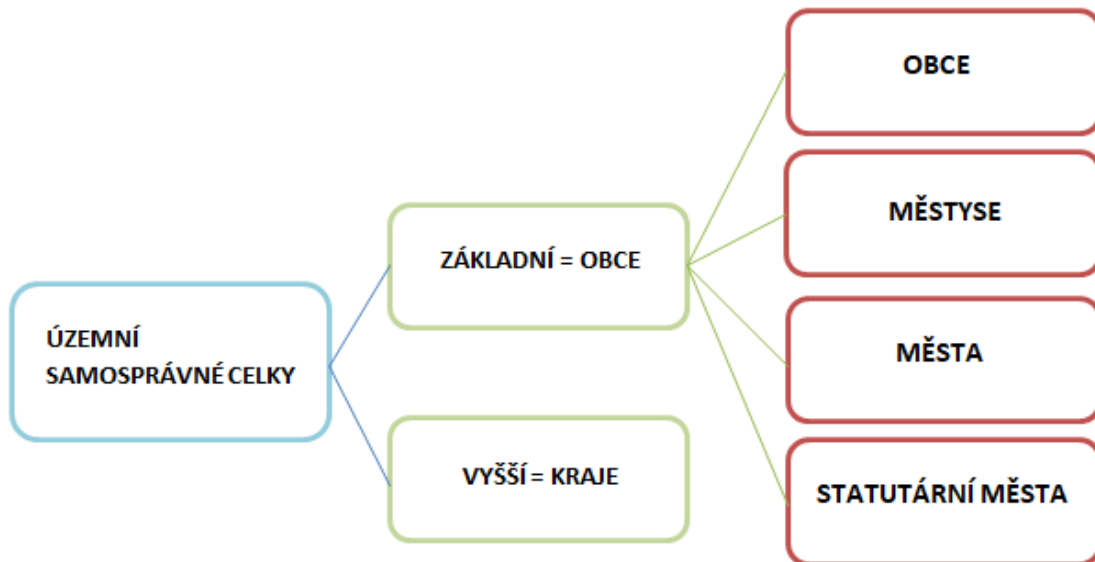 ÚZEMNÍ
SAMOSPRÁVNÉ CELKY
ZÁKLADNÍ = OBCE
VYŠŠÍ = KRAJE
OBCE
MĚSTYSE
MĚSTA
STATUTÁRNÍ MĚSTA